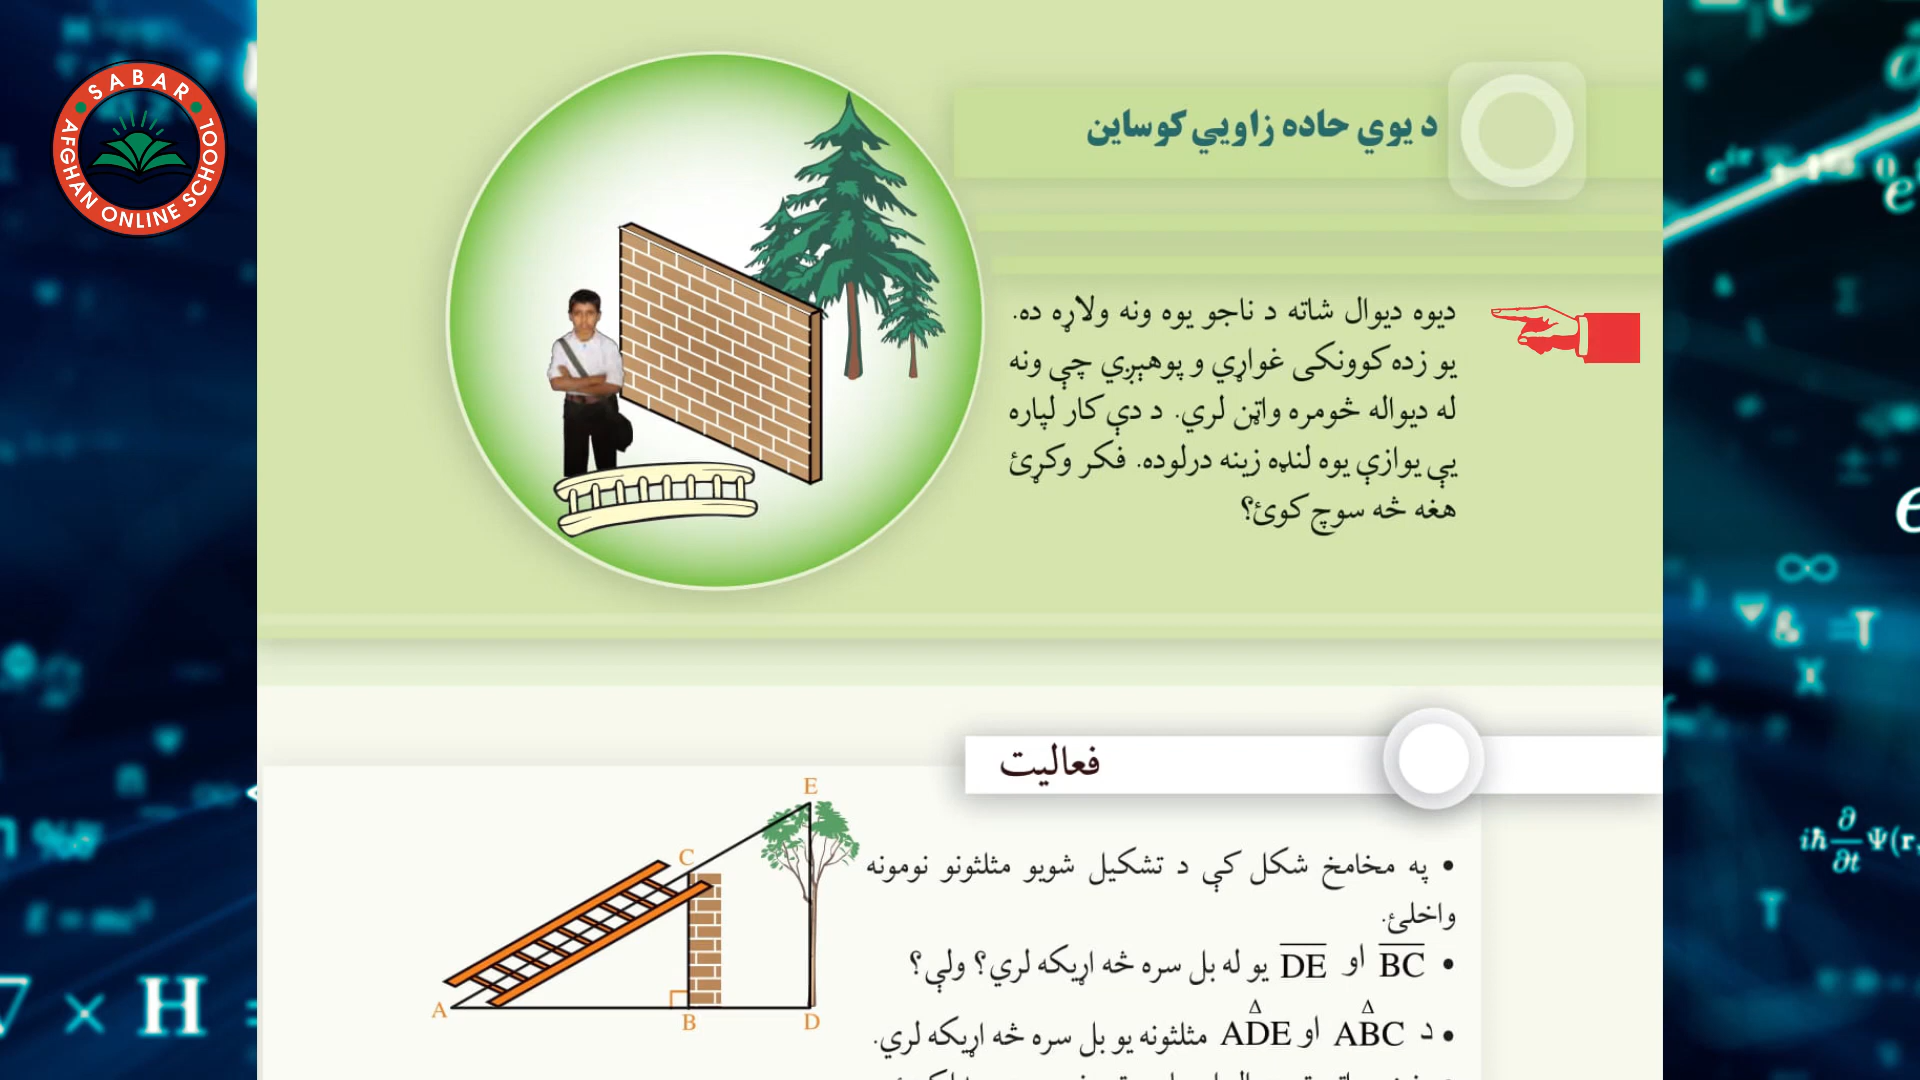 SABAR
AFGHAN ONLINE SCHOOL
د يوې حاده زاويې کوساين
ديوه ديوال شاته د ناجو يوه ونه ولاړه ده.
يو زده کوونکی غواړي و پوهېږي چې ونه
له ديواله څومره واټن لري. د دې کار لپاره
يې يوازې يوه لنډه زينه درلوده. فکر وکړئ
هغه څه سوچ کوئ؟
فعاليت
E
C
A
B
D
• په مخامخ شکل کې د تشکيل شويو مثلثونو نومونه
واخلئ.
• BC او DE يو له بل سره څه اړيکه لري؟ ولې؟
• د ABC او ADE مثلثونه يو بل سره څه اړيکه لري.
∇ × H =
E = mc²
iħ ∂/∂t Ψ(r,
∞